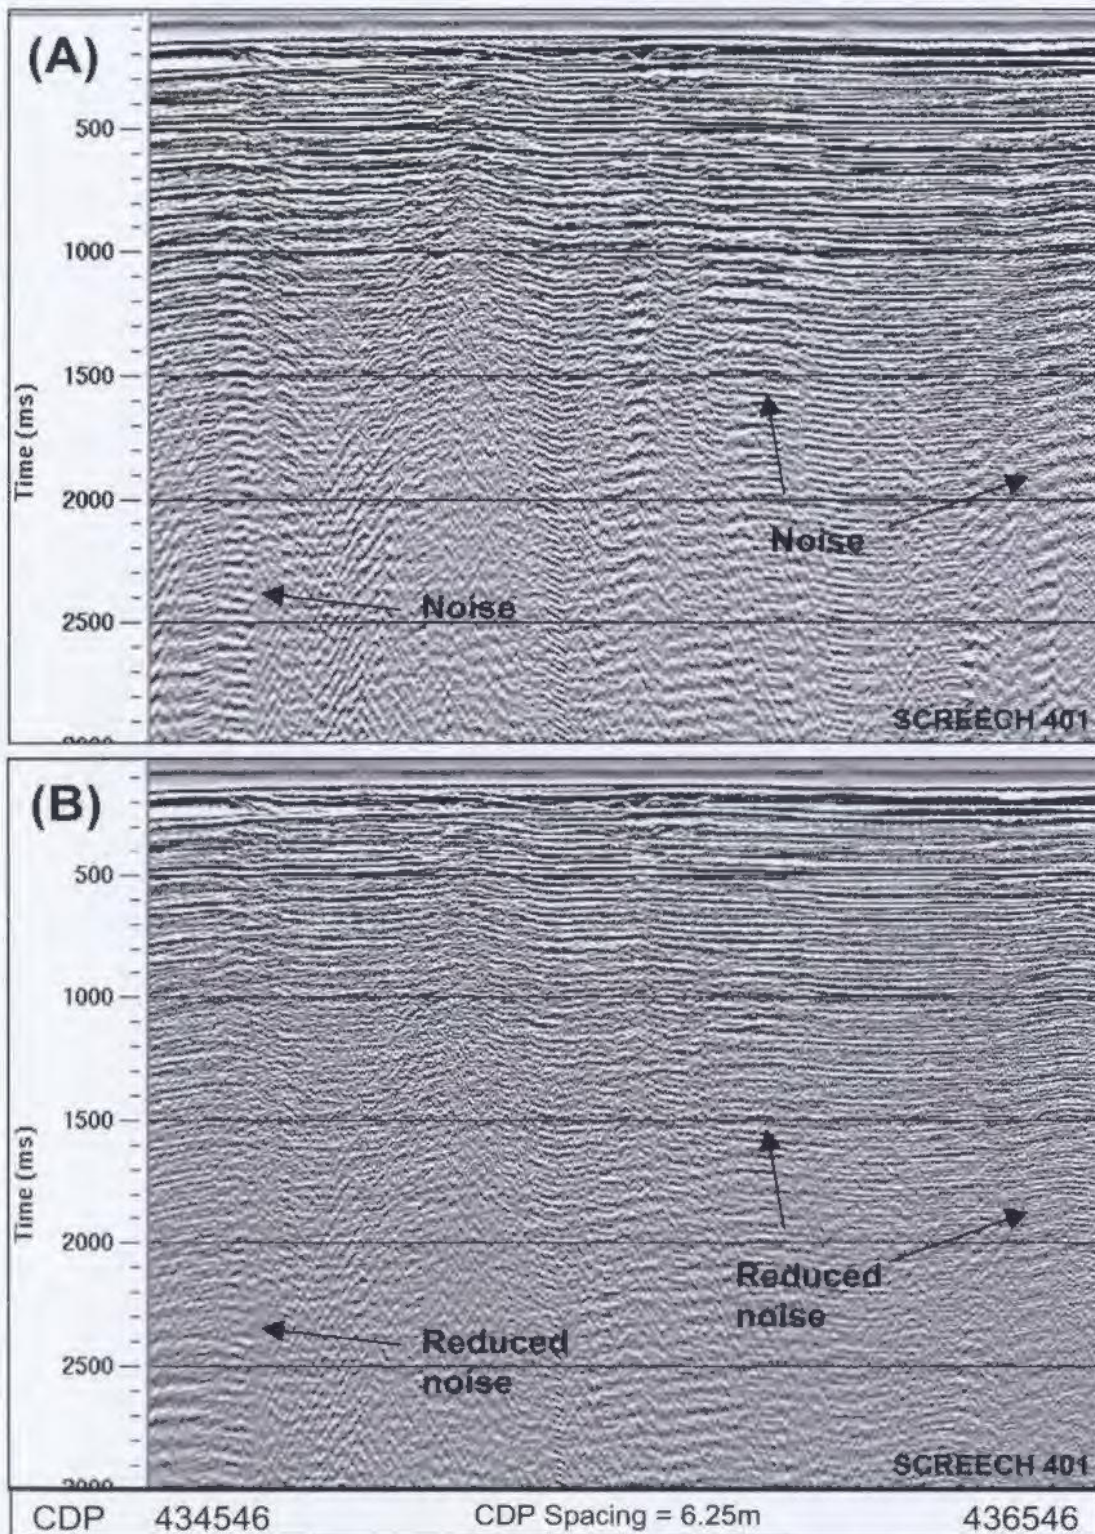 (A)
500
1000
1500
2000
2500
Time (ms)
Noise
Noise
SCREECH 401
(B)
500
1000
1500
2000
2500
Time (ms)
Reduced
noise
Reduced
noise
SCREECH 401
CDP 434546 CDP Spacing = 6.25m 436546